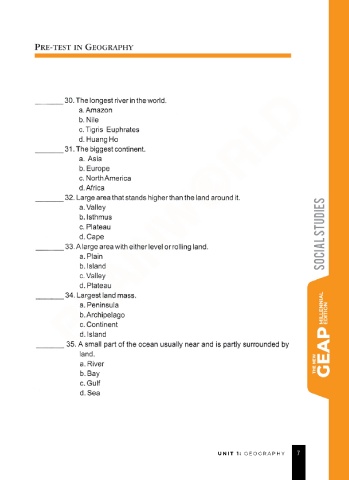 PRE-TEST IN GEOGRAPHY
_______ 30. The longest river in the world.
a. Amazon
b. Nile
c. Tigris Euphrates
d. Huang Ho
_______ 31. The biggest continent.
a. Asia
b. Europe
c. North America
d. Africa
_______ 32. Large area that stands higher than the land around it.
a. Valley
b. Isthmus
c. Plateau
d. Cape
_______ 33. A large area with either level or rolling land.
a. Plain
b. Island
c. Valley
d. Plateau
_______ 34. Largest land mass.
a. Peninsula
b. Archipelago
c. Continent
d. Island
_______ 35. A small part of the ocean usually near and is partly surrounded by
land.
a. River
b. Bay
c. Gulf
d. Sea
SOCIAL STUDIES
THE NEW
GEAP
MILLENNIAL
EDITION
UNIT 1: GEOGRAPHY 7